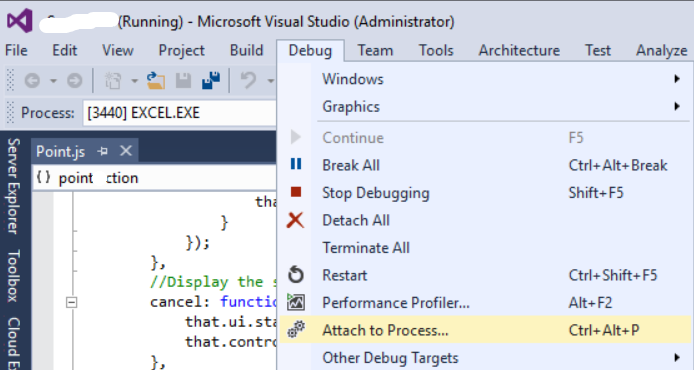 (Running) - Microsoft Visual Studio (Administrator)
File Edit View Project Build Debug Team Tools Architecture Test Analyze
Windows
Graphics
Process: [3440] EXCEL.EXE
Continue F5
Break All Ctrl+Alt+Break
Stop Debugging Shift+F5
Detach All
Terminate All
Restart Ctrl+Shift+F5
Performance Profiler... Alt+F2
Attach to Process... Ctrl+Alt+P
Other Debug Targets
Server Explorer
Toolbox
Cloud
Point.js
{} point ction
tha
}
});
},
//Display the s
cancel: functio
that.ui.sta
that.contro
},